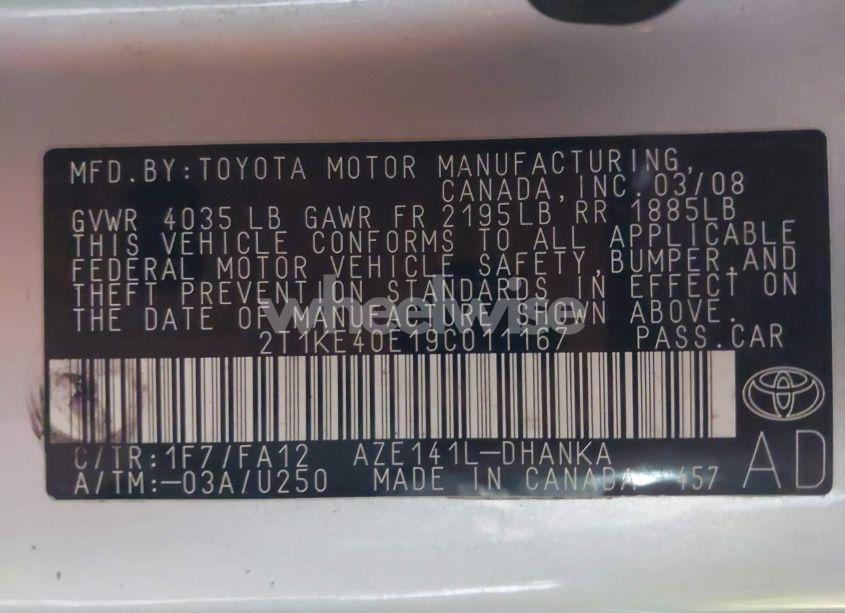 MFD.BY:TOYOTA MOTOR MANUFACTURING,
CANADA,INC. 03/08
GVWR 4035 LB GAWR FR 2195LB RR 1885LB
THIS VEHICLE CONFORMS TO ALL APPLICABLE
FEDERAL MOTOR VEHICLE SAFETY,BUMPER,AND
THEFT PREVENTION STANDARDS IN EFFECT ON
THE DATE OF MANUFACTURE SHOWN ABOVE.
wheelwise
2T1KE40E19C011167 PASS.CAR
C/TR:1F7/FA12 AZE141L-DHANKA
A/TM:-03A/U250 MADE IN CANADA 457
AD